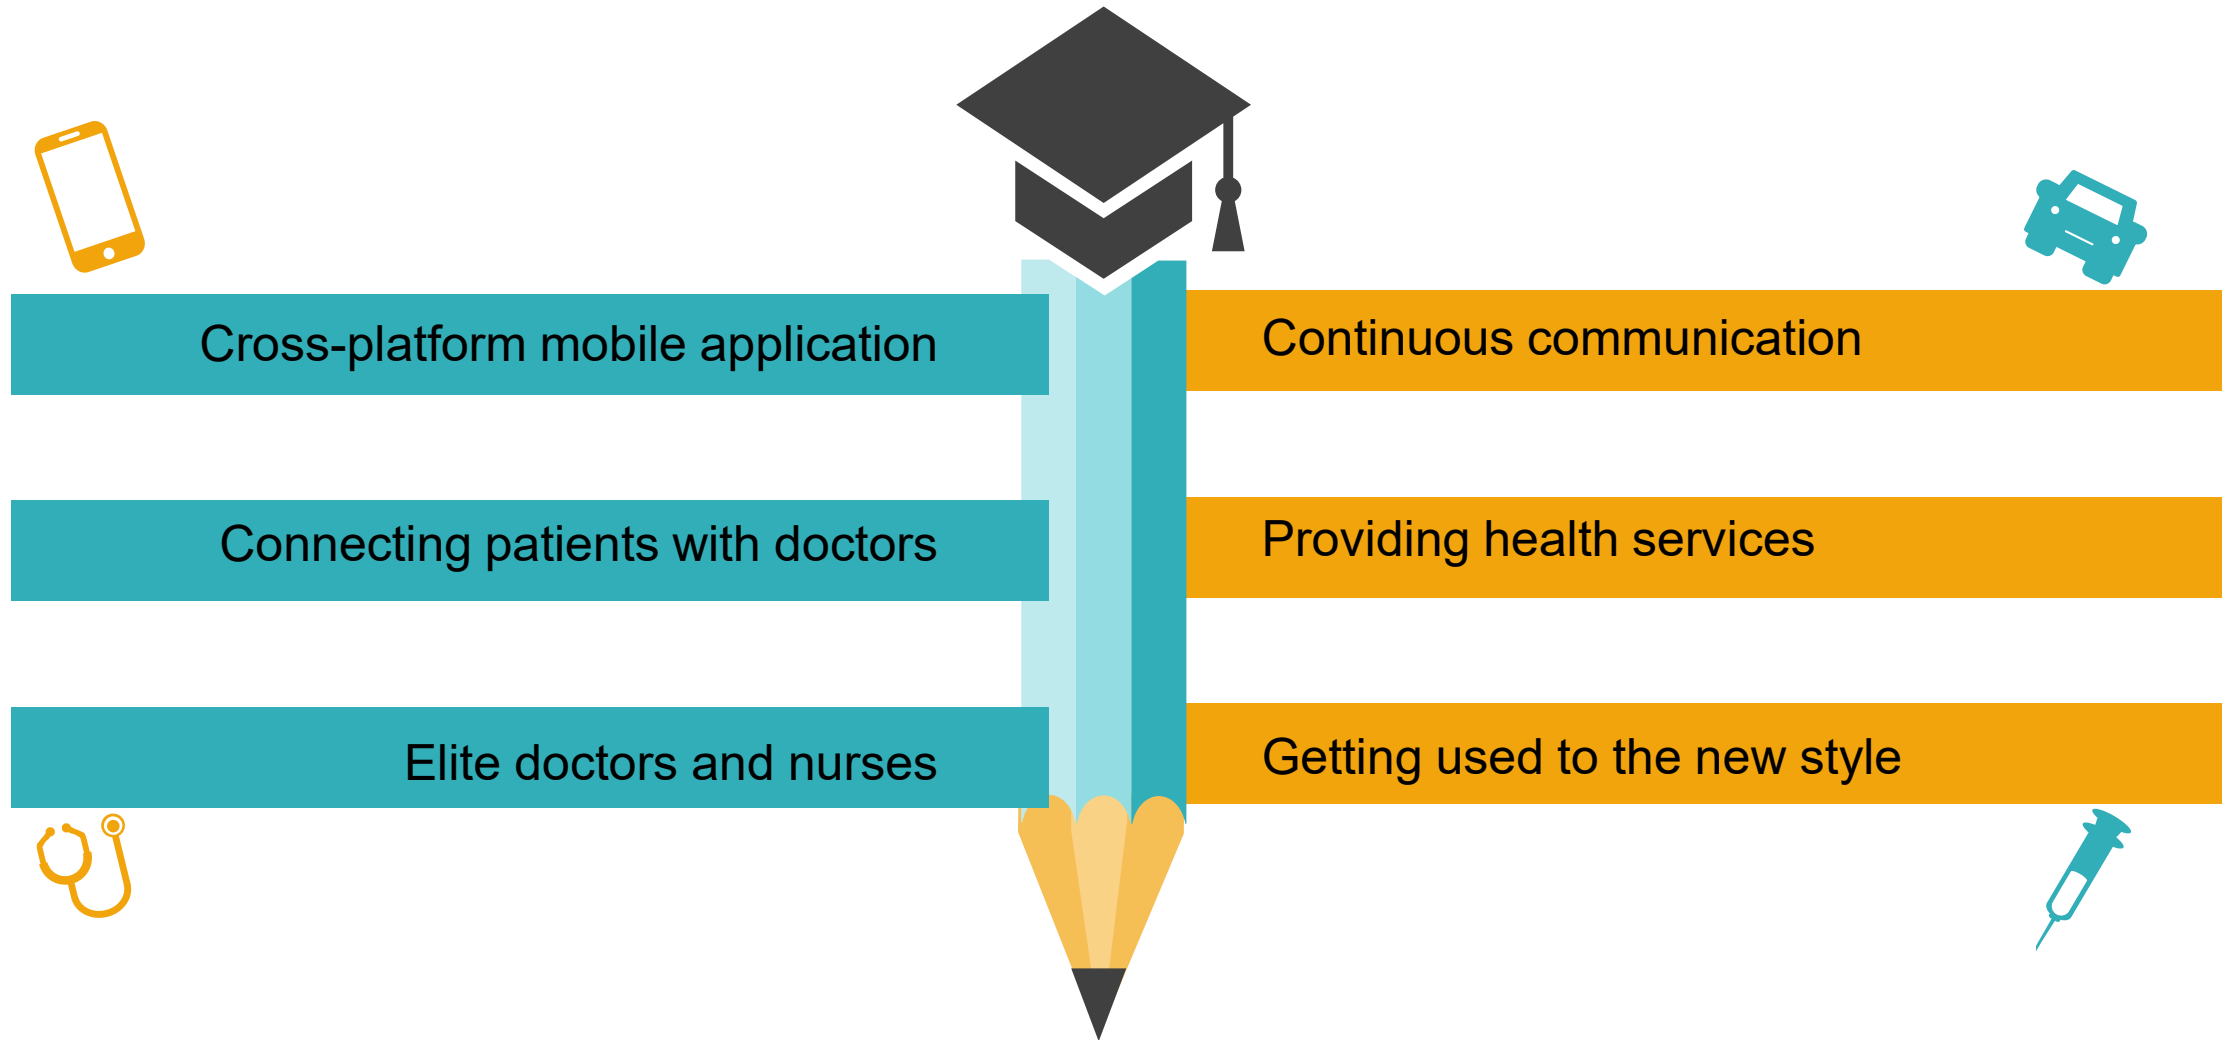 Cross-platform mobile application
Continuous communication
Connecting patients with doctors
Providing health services
Elite doctors and nurses
Getting used to the new style